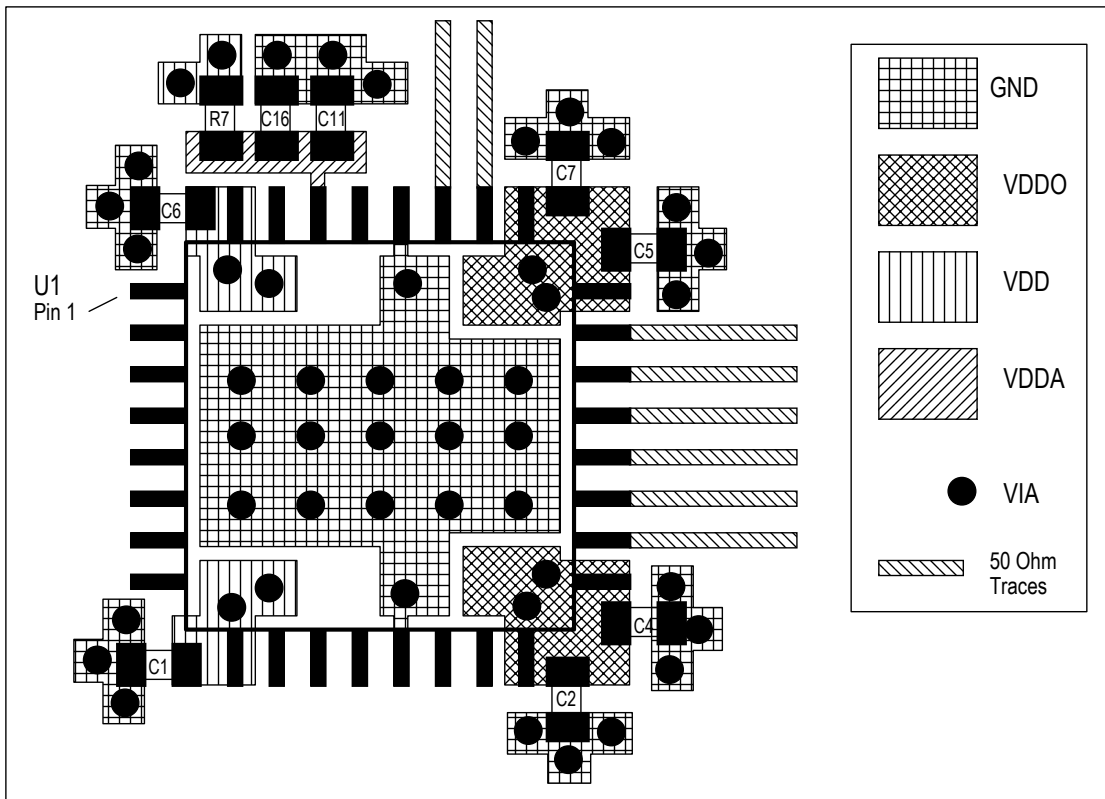 R7
C16
C11
C7
C6
C5
U1
Pin 1
C1
C4
C2
GND
VDDO
VDD
VDDA
VIA
50 Ohm
Traces